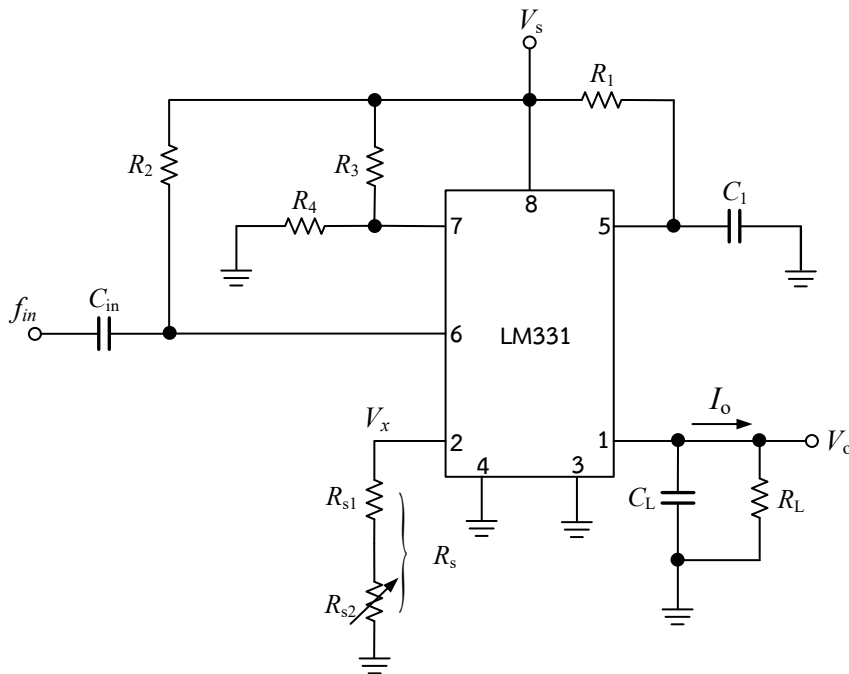 Vs
R1
R2
R3
R4
C1
8
7
5
fin
Cin
6
LM331
Vx
Io
2
1
Vo
4
3
Rs1
CL
RL
Rs
Rs2